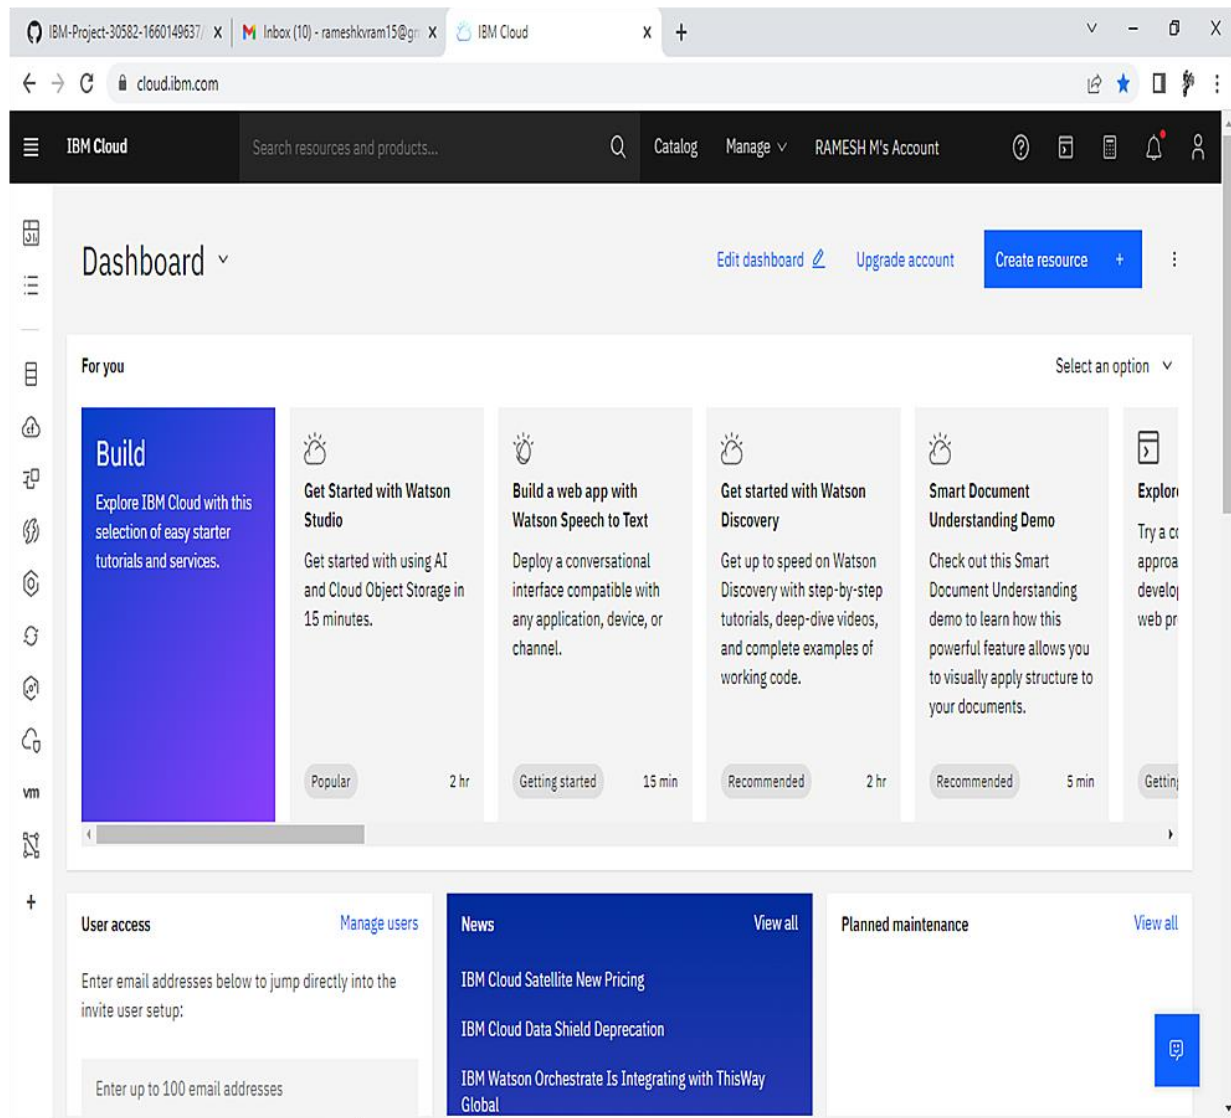 IBM-Project-30582-1660149637/
Inbox (10) - rameshkvram15@gm
IBM Cloud
cloud.ibm.com
IBM Cloud
Search resources and products...
Catalog
Manage
RAMESH M's Account
Dashboard
Edit dashboard
Upgrade account
Create resource +
For you
Select an option
Build
Explore IBM Cloud with this
selection of easy starter
tutorials and services.
Get Started with Watson
Studio
Get started with using AI
and Cloud Object Storage in
15 minutes.
Popular
2 hr
Build a web app with
Watson Speech to Text
Deploy a conversational
interface compatible with
any application, device, or
channel.
Getting started
15 min
Get started with Watson
Discovery
Get up to speed on Watson
Discovery with step-by-step
tutorials, deep-dive videos,
and complete examples of
working code.
Recommended
2 hr
Smart Document
Understanding Demo
Check out this Smart
Document Understanding
demo to learn how this
powerful feature allows you
to visually apply structure to
your documents.
Recommended
5 min
Explor
Try a co
approa
develop
web pr
Getting
cf
vm
User access
Manage users
Enter email addresses below to jump directly into the
invite user setup:
Enter up to 100 email addresses
News
View all
IBM Cloud Satellite New Pricing
IBM Cloud Data Shield Deprecation
IBM Watson Orchestrate Is Integrating with ThisWay
Global
Planned maintenance
View all